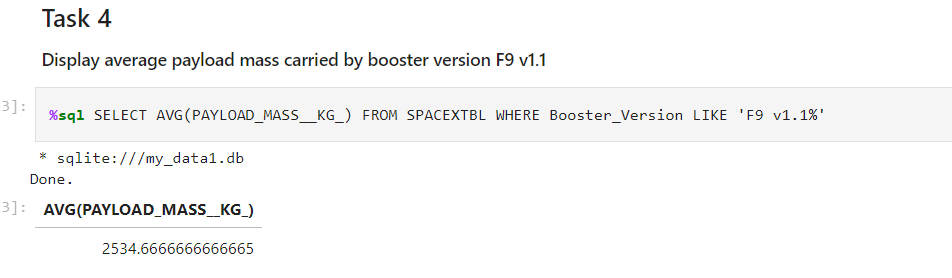 Task 4
Display average payload mass carried by booster version F9 v1.1
3]: %sql SELECT AVG(PAYLOAD_MASS__KG_) FROM SPACEXTBL WHERE Booster_Version LIKE 'F9 v1.1%'
* sqlite:///my_data1.db
Done.
3]: AVG(PAYLOAD_MASS__KG_)
2534.6666666666665